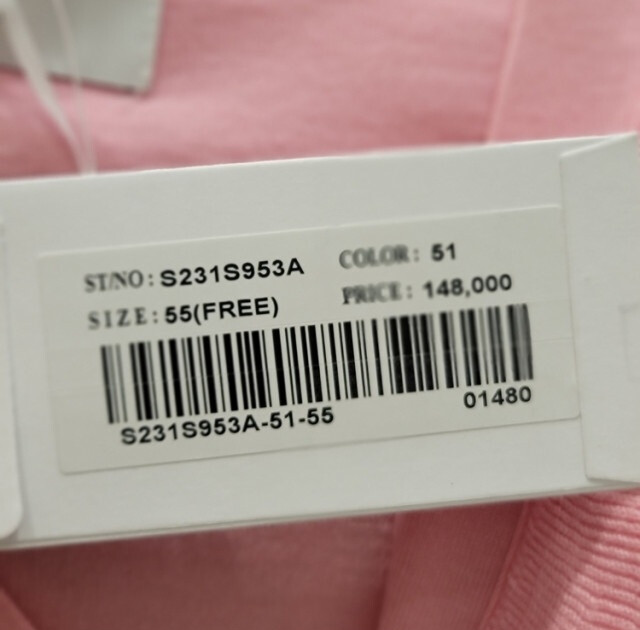 ST/NO: S231S953A COLOR: 51
SIZE: 55(FREE) PRICE: 148,000
S231S953A-51-55 01480